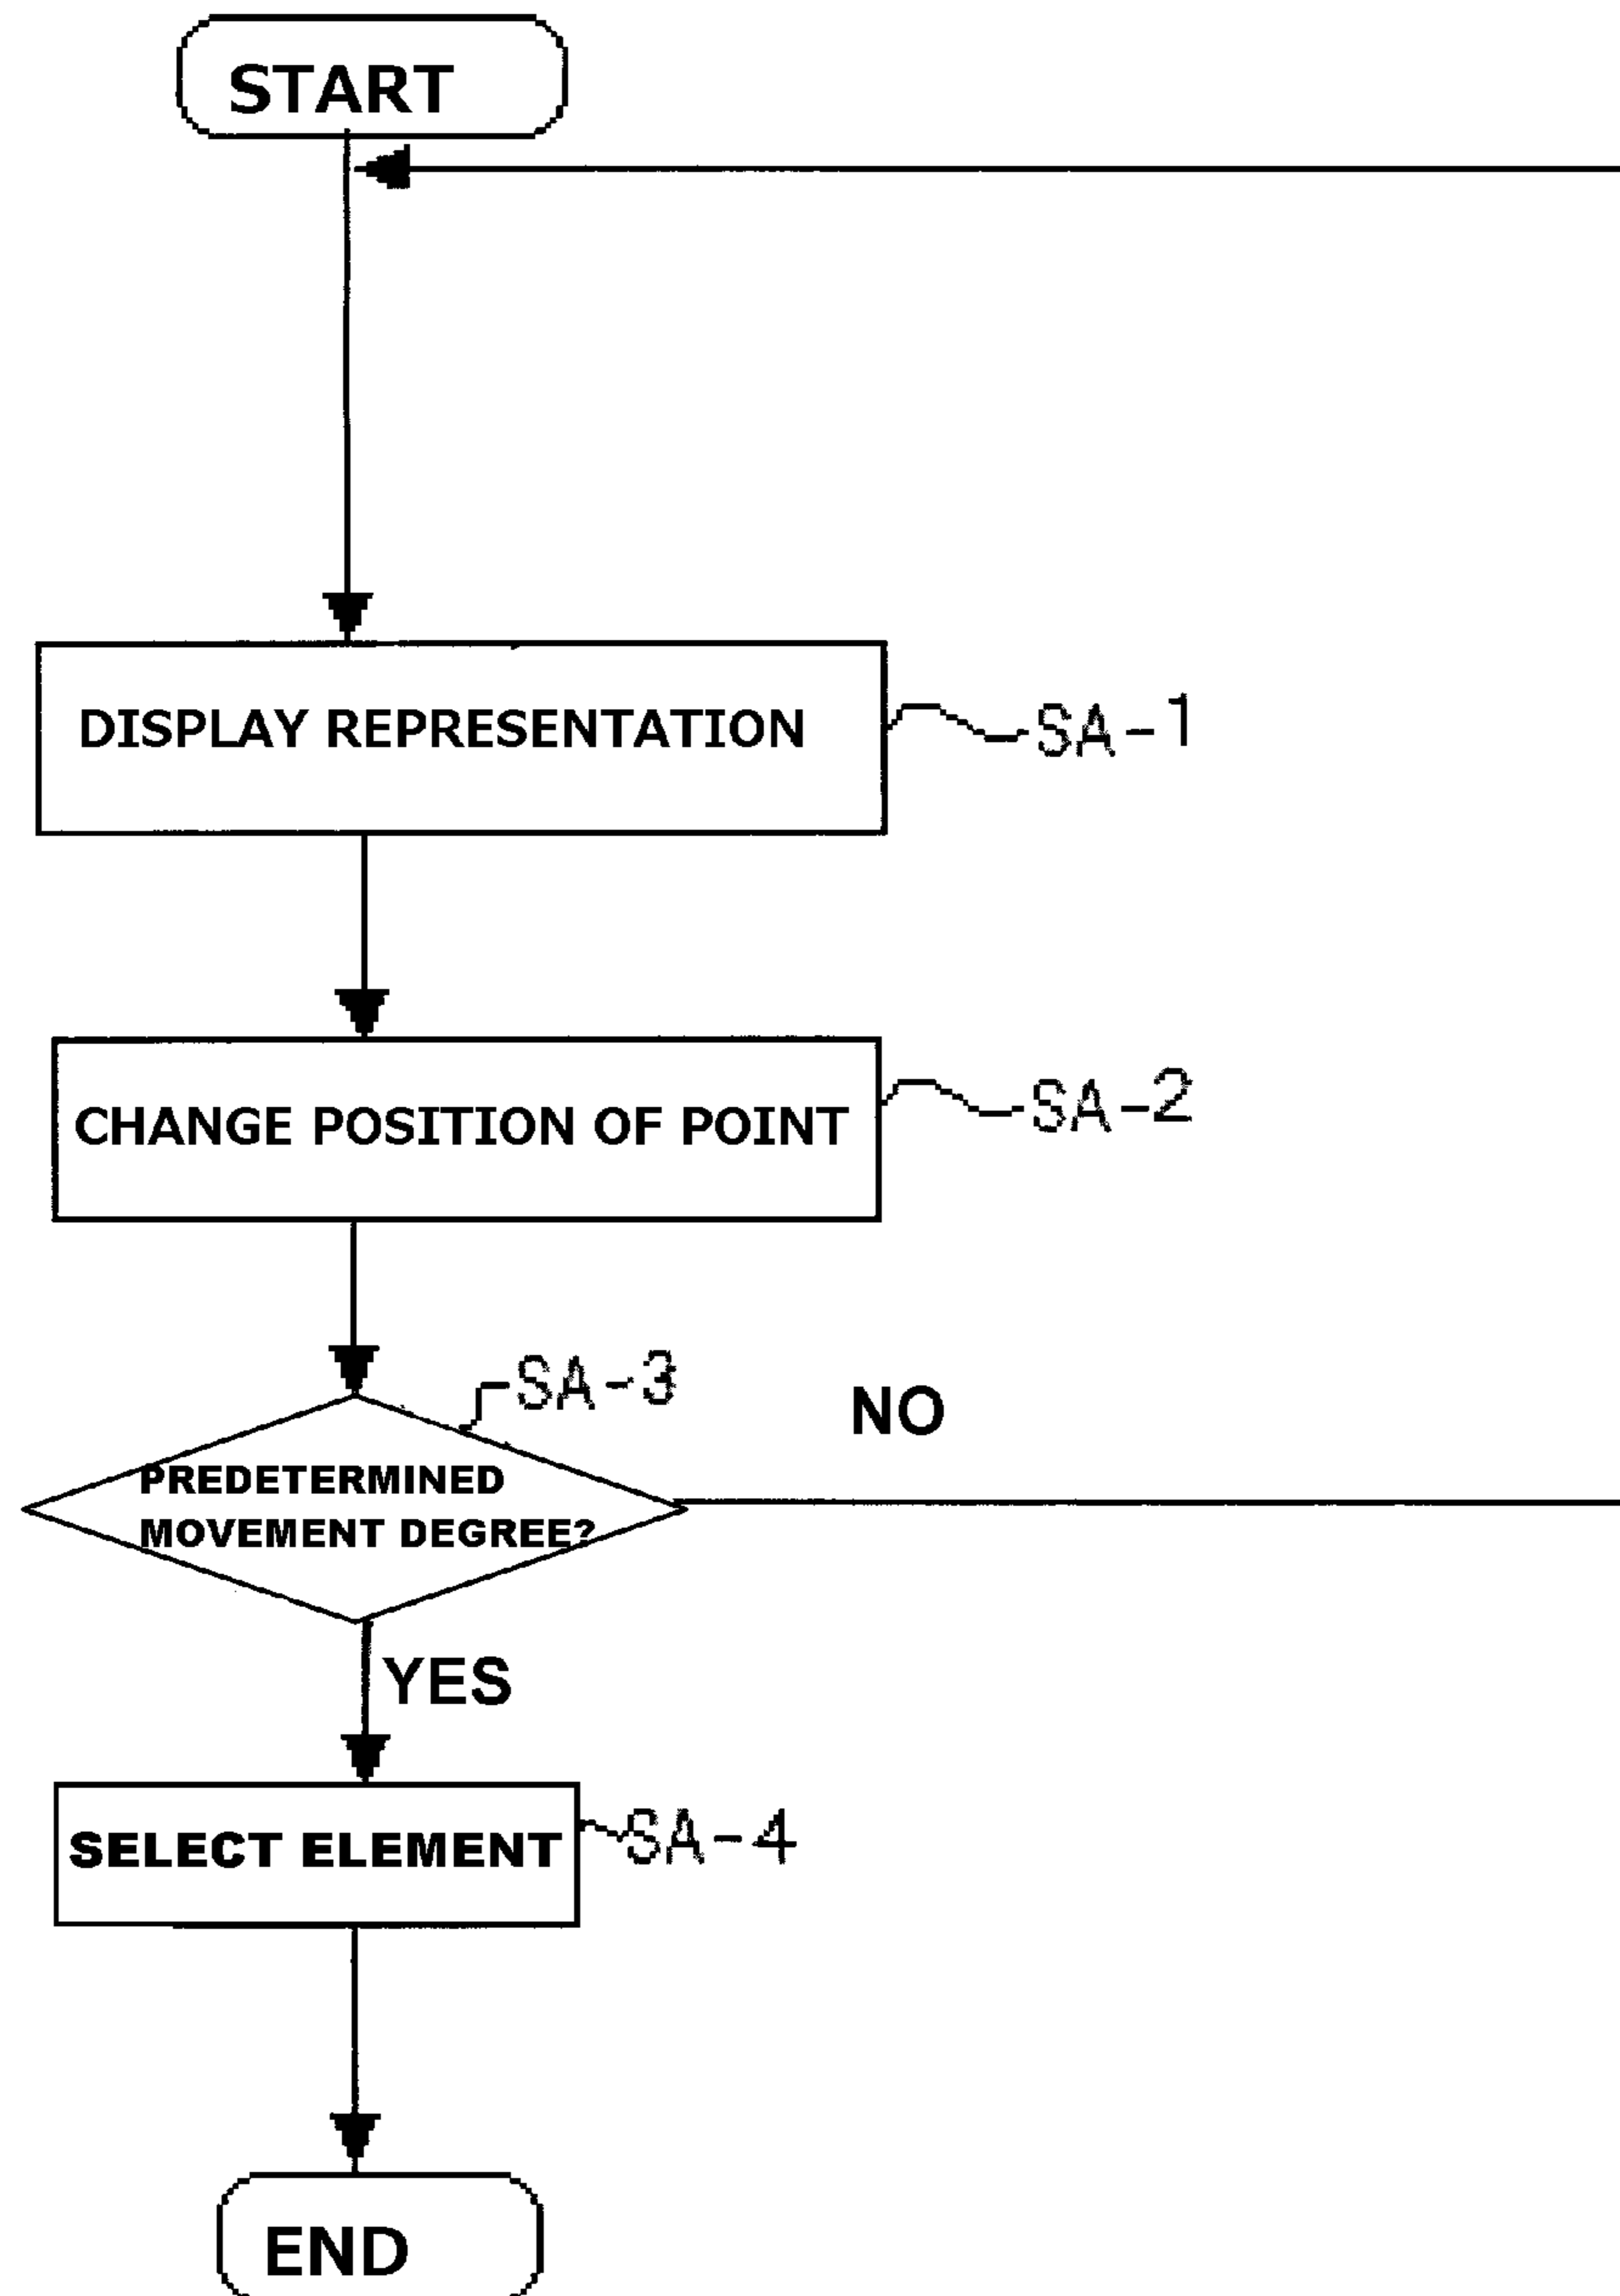 START
DISPLAY REPRESENTATION
SA-1
CHANGE POSITION OF POINT
SA-2
SA-3
NO
PREDETERMINED
MOVEMENT DEGREE?
YES
SELECT ELEMENT
SA-4
END